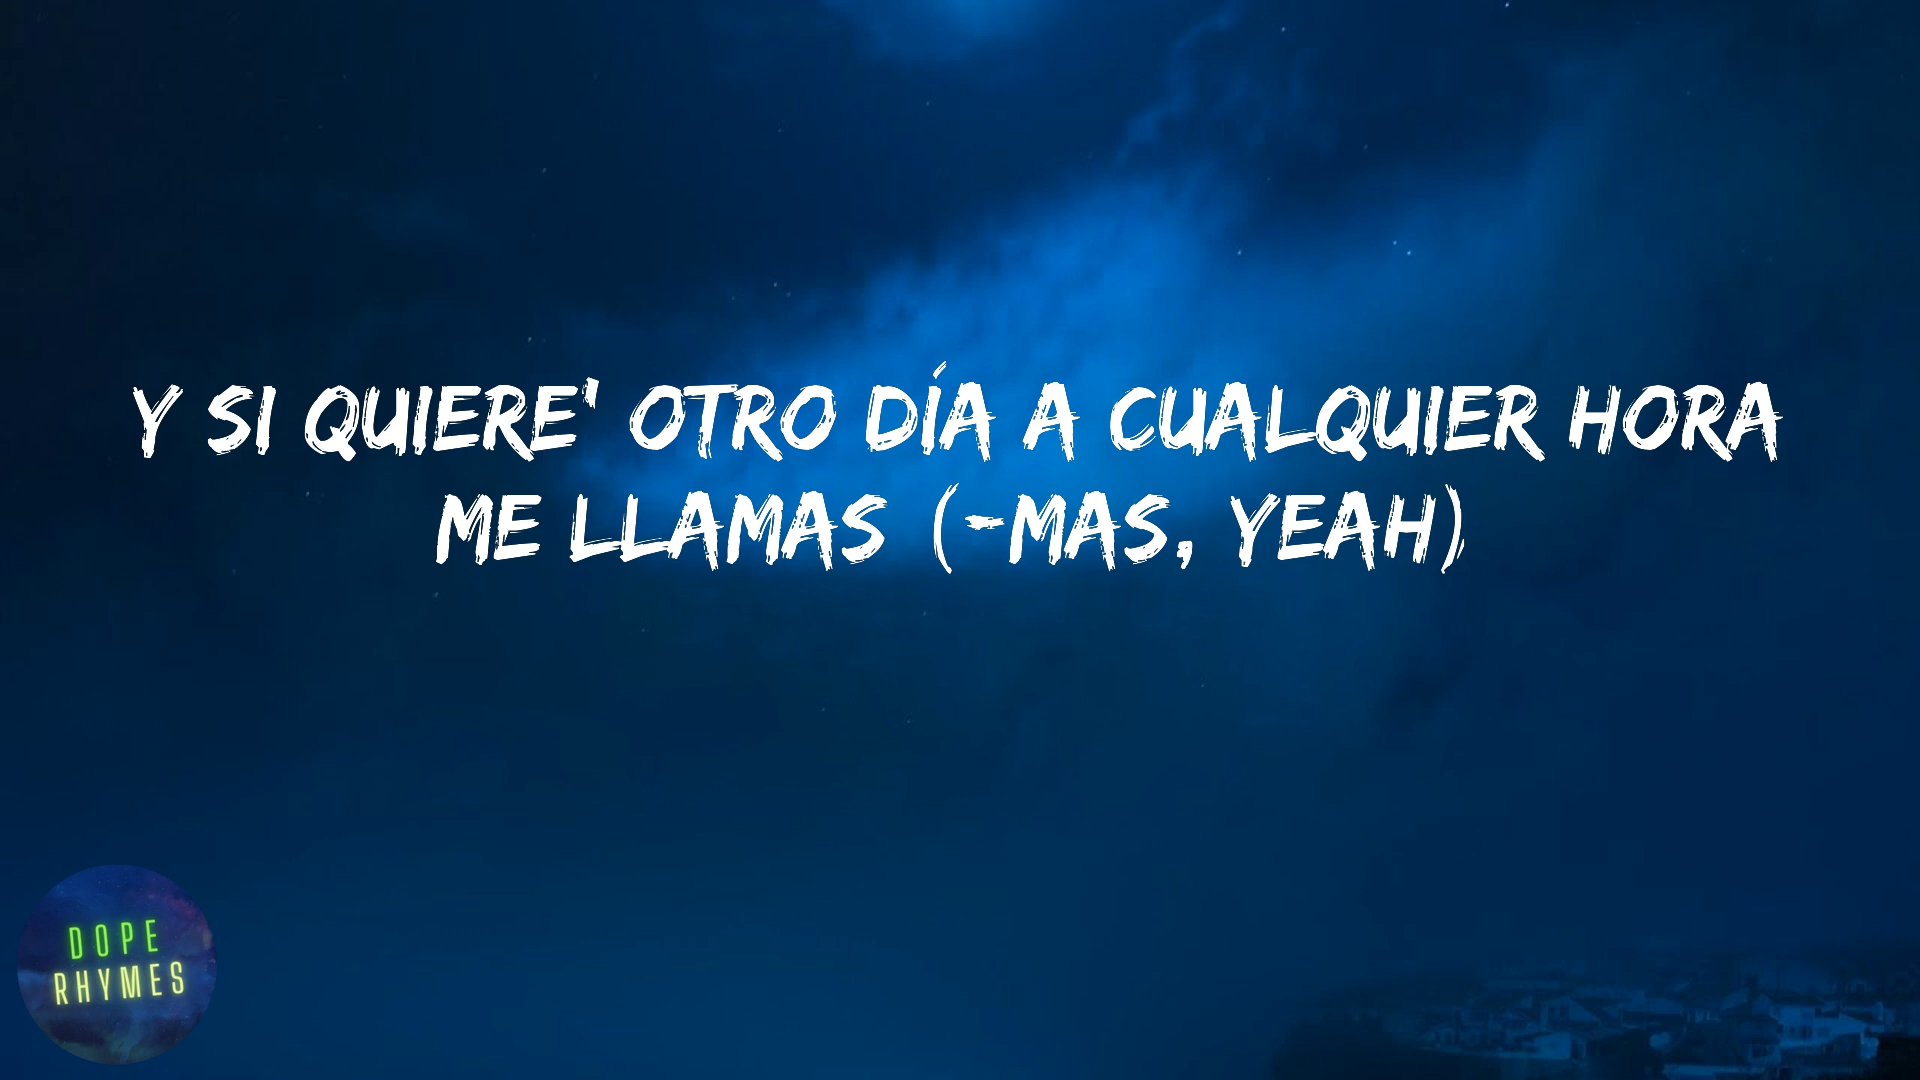 Y SI QUIERE' OTRO DÍA A CUALQUIER HORA
ME LLAMAS (-MAS, YEAH)
DOPE
RHYMES